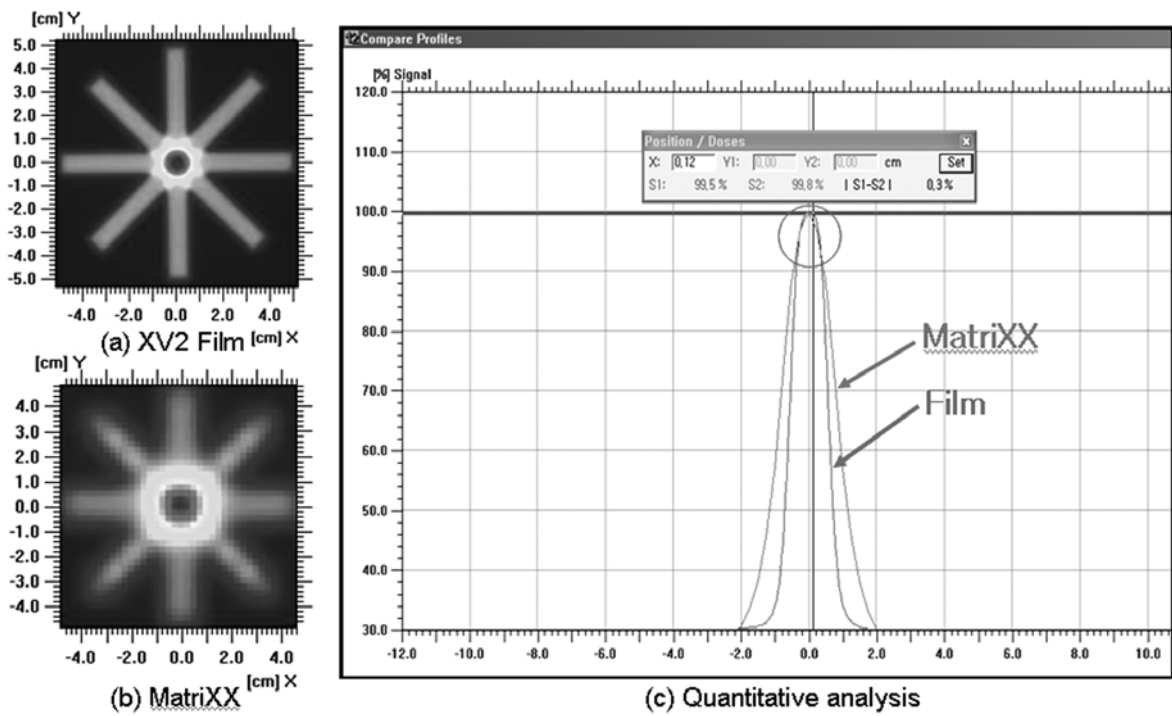 [cm] Y
5.0
4.0
3.0
2.0
1.0
0.0
-1.0
-2.0
-3.0
-4.0
-5.0
-4.0 -2.0 0.0 2.0 4.0
(a) XV2 Film [cm] X
[cm] Y
4.0
3.0
2.0
1.0
0.0
-1.0
-2.0
-3.0
-4.0
-4.0 -2.0 0.0 2.0 4.0
(b) MatriXX [cm] X
Compare Profiles
[%] Signal
120.0
110.0
100.0
90.0
80.0
70.0
60.0
50.0
40.0
30.0
-12.0 -10.0 -8.0 -6.0 -4.0 -2.0 0.0 2.0 4.0 6.0 8.0 10.0
Position / Doses
X: 0,12 Y1: 0,00 Y2: 0,00 cm Set
S1: 99,5 % S2: 99,8 % | S1-S2 | 0,3 %
MatriXX
Film
(c) Quantitative analysis